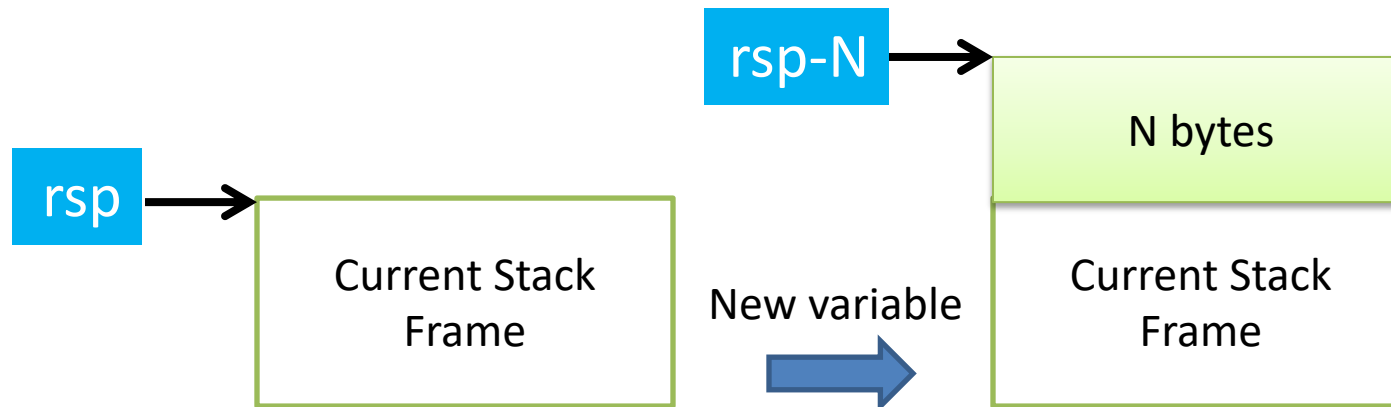 rsp-N
N bytes
rsp
Current Stack
Frame
New variable
Current Stack
Frame